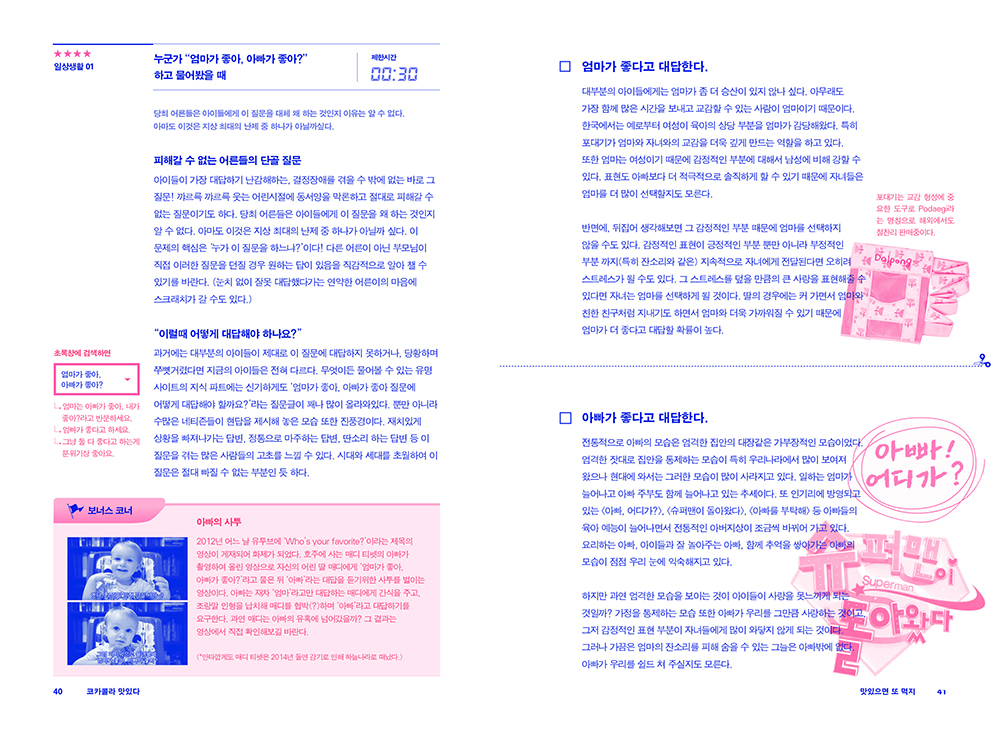 ★★★★
일상생활 01
누군가 “엄마가 좋아, 아빠가 좋아?”
하고 물어봤을 때
제한시간
00:30
당최 어른들은 아이들에게 이 질문을 대체 왜 하는 것인지 이유는 알 수 없다.
아마도 이것은 지상 최대의 난제 중 하나가 아닐까싶다.
피해갈 수 없는 어른들의 단골 질문
아이들이 가장 대답하기 난감해하는, 결정장애를 겪을 수 밖에 없는 바로 그
질문! 꺄르륵 꺄르륵 웃는 어린시절에 동서양을 막론하고 절대로 피해갈 수
없는 질문이기도 하다. 당최 어른들은 아이들에게 이 질문을 왜 하는 것인지
알 수 없다. 아마도 이것은 지상 최대의 난제 중 하나가 아닐까 싶다. 이
문제의 핵심은 ‘누가 이 질문을 하느냐?’이다! 다른 어른이 아닌 부모님이
직접 이러한 질문을 던질 경우 원하는 답이 있음을 직감적으로 알아 챌 수
있기를 바란다. (눈치 없이 잘못 대답했다가는 연약한 어른이의 마음에
스크래치가 갈 수도 있다.)
“이럴때 어떻게 대답해야 하나요?”
과거에는 대부분의 아이들이 제대로 이 질문에 대답하지 못하거나, 당황하며
쭈뼛거렸다면 지금의 아이들은 전혀 다르다. 무엇이든 물어볼 수 있는 유명
사이트의 지식 파트에는 신기하게도 ‘엄마가 좋아, 아빠가 좋아 질문에
어떻게 대답해야 할까요?’라는 질문글이 꽤나 많이 올라와있다. 뿐만 아니라
수많은 네티즌들이 현답을 제시해 놓은 모습 또한 진풍경이다. 재치있게
상황을 빠져나가는 답변, 정통으로 마주하는 답변, 딴소리 하는 답변 등 이
질문을 겪는 많은 사람들의 고초를 느낄 수 있다. 시대와 세대를 초월하여 이
질문은 절대 빠질 수 없는 부분인 듯 하다.
초록창에 검색하면
엄마가 좋아,
아빠가 좋아?
엄마는 아빠가 좋아, 내가
좋아?라고 반문하세요.
엄빠가 좋다고 하세요.
그냥 둘 다 좋다고 하는게
분위기상 좋아요.
보너스 코너
아빠의 사투
2012년 어느 날 유투브에 ‘Who's your favorite?’이라는 제목의
영상이 게재되어 화제가 되었다. 호주에 사는 매디 티셋의 아빠가
촬영하여 올린 영상으로 자신의 어린 딸 매디에게 ‘엄마가 좋아,
아빠가 좋아?’라고 물은 뒤 ‘아빠’라는 대답을 듣기위한 사투를 벌이는
영상이다. 아빠는 재차 ‘엄마’라고만 대답하는 매디에게 간식을 주고,
조랑말 인형을 납치해 매디를 협박(?)하며 ‘아빠’라고 대답하기를
요구한다. 과연 매디는 아빠의 유혹에 넘어갔을까? 그 결과는
영상에서 직접 확인해보길 바란다.
(*안타깝게도 매디 티셋은 2014년 돌연 감기로 인해 하늘나라로 떠났다.)
40 코카콜라 맛있다
엄마가 좋다고 대답한다.
대부분의 아이들에게는 엄마가 좀 더 승산이 있지 않나 싶다. 아무래도
가장 함께 많은 시간을 보내고 교감할 수 있는 사람이 엄마이기 때문이다.
한국에서는 예로부터 여성이 육아의 상당 부분을 엄마가 감당해왔다. 특히
포대기가 엄마와 자녀와의 교감을 더욱 깊게 만드는 역할을 하고 있다.
또한 엄마는 여성이기 때문에 감정적인 부분에 대해서 남성에 비해 강할 수
있다. 표현도 아빠보다 더 적극적으로 솔직하게 할 수 있기 때문에 자녀들은
엄마를 더 많이 선택할지도 모른다.
포대기는 교감 형성에 중
요한 도구로 Podaegi라
는 명칭으로 해외에서도
절찬리 판매중이다.
반면에, 뒤집어 생각해보면 그 감정적인 부분 때문에 엄마를 선택하지
않을 수도 있다. 감정적인 표현이 긍정적인 부분 뿐만 아니라 부정적인
부분 까지(특히 잔소리와 같은) 지속적으로 자녀에게 전달된다면 오히려
스트레스가 될 수도 있다. 그 스트레스를 덮을 만큼의 큰 사랑을 표현해줄 수
있다면 자녀는 엄마를 선택하게 될 것이다. 딸의 경우에는 커 가면서 엄마와
친한 친구처럼 지내기도 하면서 엄마와 더욱 가까워질 수 있기 때문에
엄마가 더 좋다고 대답할 확률이 높다.
아빠가 좋다고 대답한다.
전통적으로 아빠의 모습은 엄격한 집안의 대장같은 가부장적인 모습이었다.
엄격한 잣대로 집안을 통제하는 모습이 특히 우리나라에서 많이 보여져
왔으나 현대에 와서는 그러한 모습이 많이 사라지고 있다. 일하는 엄마가
늘어나고 아빠 주부도 함께 늘어나고 있는 추세이다. 또 인기리에 방영되고
있는 〈아빠, 어디가?〉, 〈슈퍼맨이 돌아왔다〉, 〈아빠를 부탁해〉 등 아빠들의
육아 예능이 늘어나면서 전통적인 아버지상이 조금씩 바뀌어 가고 있다.
요리하는 아빠, 아이들과 잘 놀아주는 아빠, 함께 추억을 쌓아가는 아빠의
모습이 점점 우리 눈에 익숙해지고 있다.
아빠!
어디가?
슈퍼맨이
Superman
돌아왔다
하지만 과연 엄격한 모습을 보이는 것이 아이들이 사랑을 못느끼게 되는
것일까? 가정을 통제하는 모습 또한 아빠가 우리를 그만큼 사랑하는 것이고,
그저 감정적인 표현 부분이 자녀들에게 많이 와닿지 않게 되는 것이다.
그러나 가끔은 엄마의 잔소리를 피해 숨을 수 있는 그늘은 아빠밖에 없다.
아빠가 우리를 쉴드 쳐 주실지도 모른다.
맛있으면 또 먹지 41